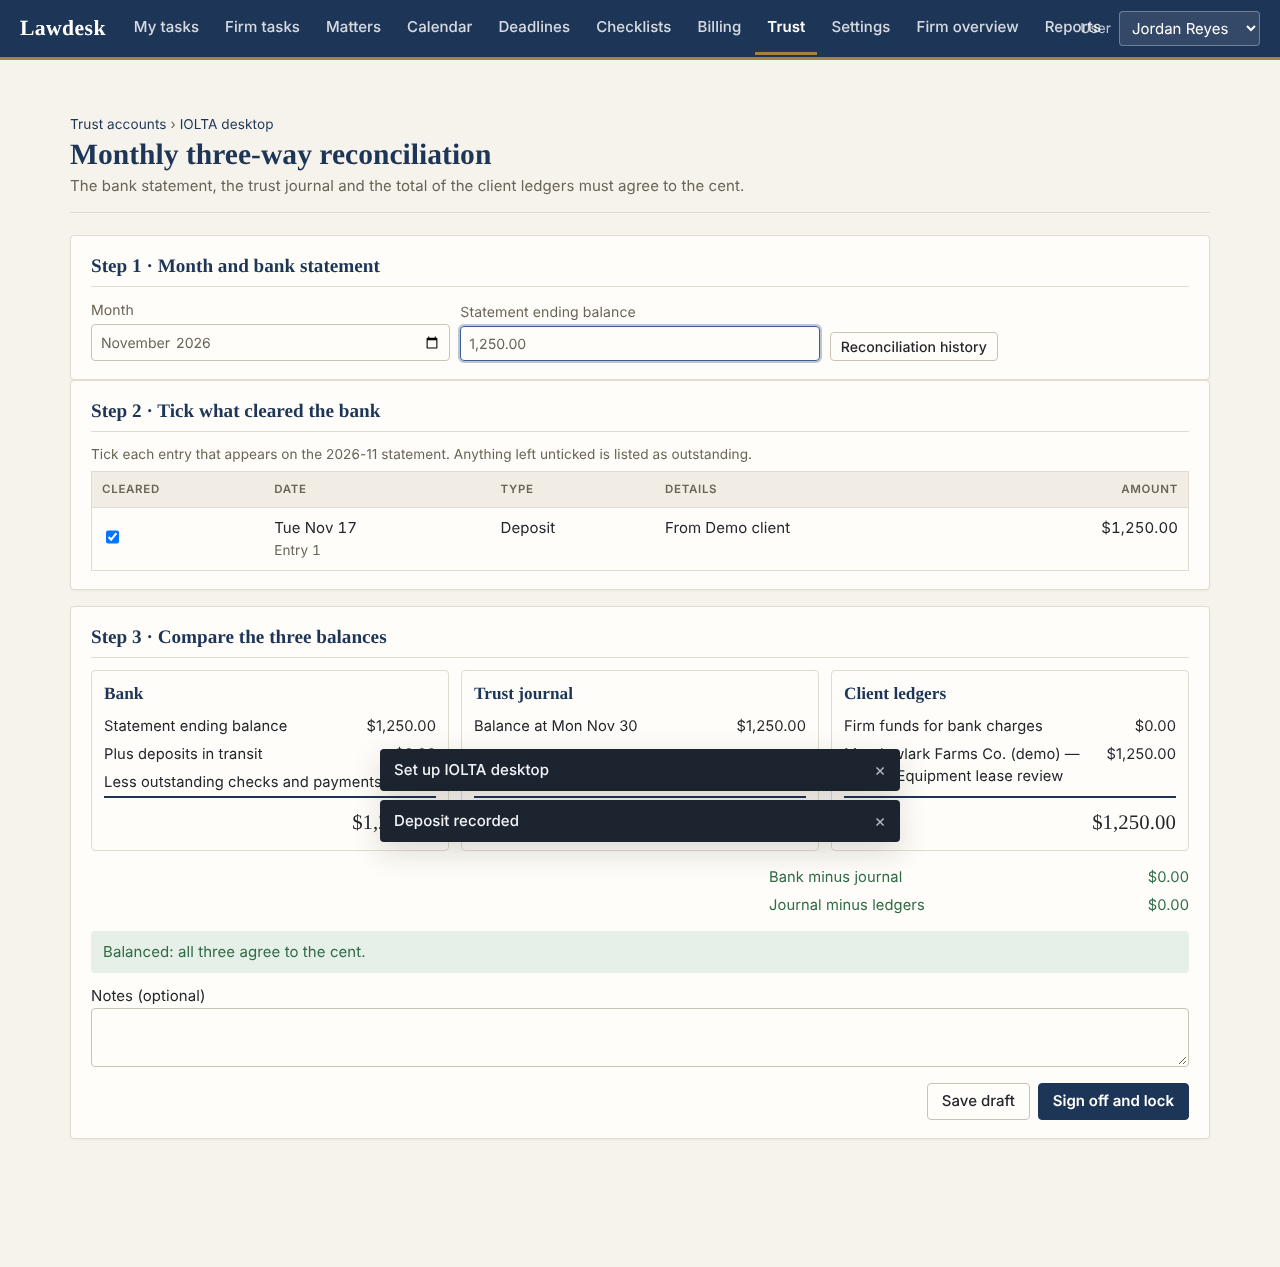 Lawdesk
My tasks
Firm tasks
Matters
Calendar
Deadlines
Checklists
Billing
Trust
Settings
Firm overview
Reports
User
Jordan Reyes
Trust accounts › IOLTA desktop
Monthly three-way reconciliation
The bank statement, the trust journal and the total of the client ledgers must agree to the cent.
Step 1 · Month and bank statement
Month
Statement ending balance
November 2026
1,250.00
Reconciliation history
Step 2 · Tick what cleared the bank
Tick each entry that appears on the 2026-11 statement. Anything left unticked is listed as outstanding.
CLEARED DATE TYPE DETAILS AMOUNT
Tue Nov 17 Deposit From Demo client $1,250.00
Entry 1
Step 3 · Compare the three balances
Bank
Statement ending balance $1,250.00
Plus deposits in transit
Less outstanding checks and payments
Trust journal
Balance at Mon Nov 30 $1,250.00
Client ledgers
Firm funds for bank charges $0.00
Farms Co. (demo) — $1,250.00
Equipment lease review
$1,250.00
Set up IOLTA desktop ×
Deposit recorded ×
Bank minus journal $0.00
Journal minus ledgers $0.00
Balanced: all three agree to the cent.
Notes (optional)
Save draft
Sign off and lock